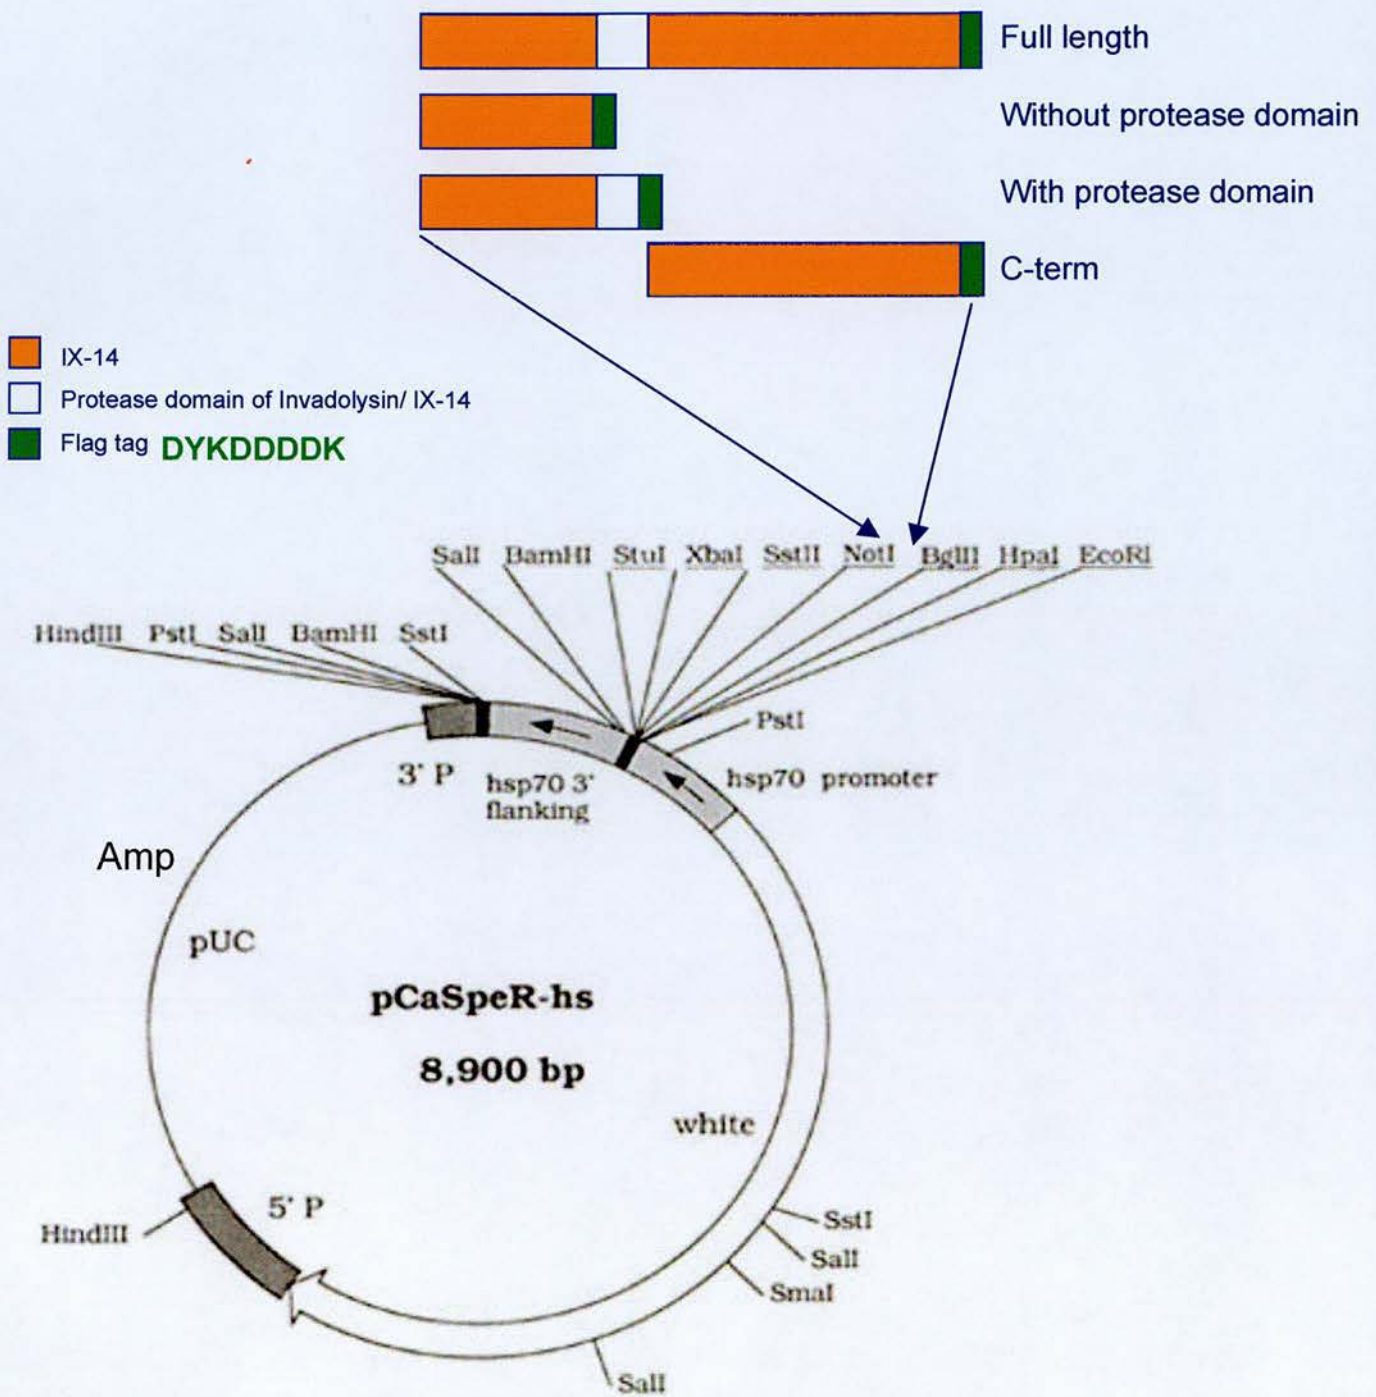 Full length
Without protease domain
With protease domain
C-term
IX-14
Protease domain of Invadolysin/ IX-14
Flag tag DYKDDDDK
SalI BamHI StuI XbaI SstII NotI BglII HpaI EcoRI
HindIII PstI SalI BamHI SstI
PstI
3' P
hsp70 3'
flanking
hsp70 promoter
Amp
pUC
pCaSpeR-hs
8,900 bp
white
5' P
HindIII
SstI
SalI
SmaI
SalI